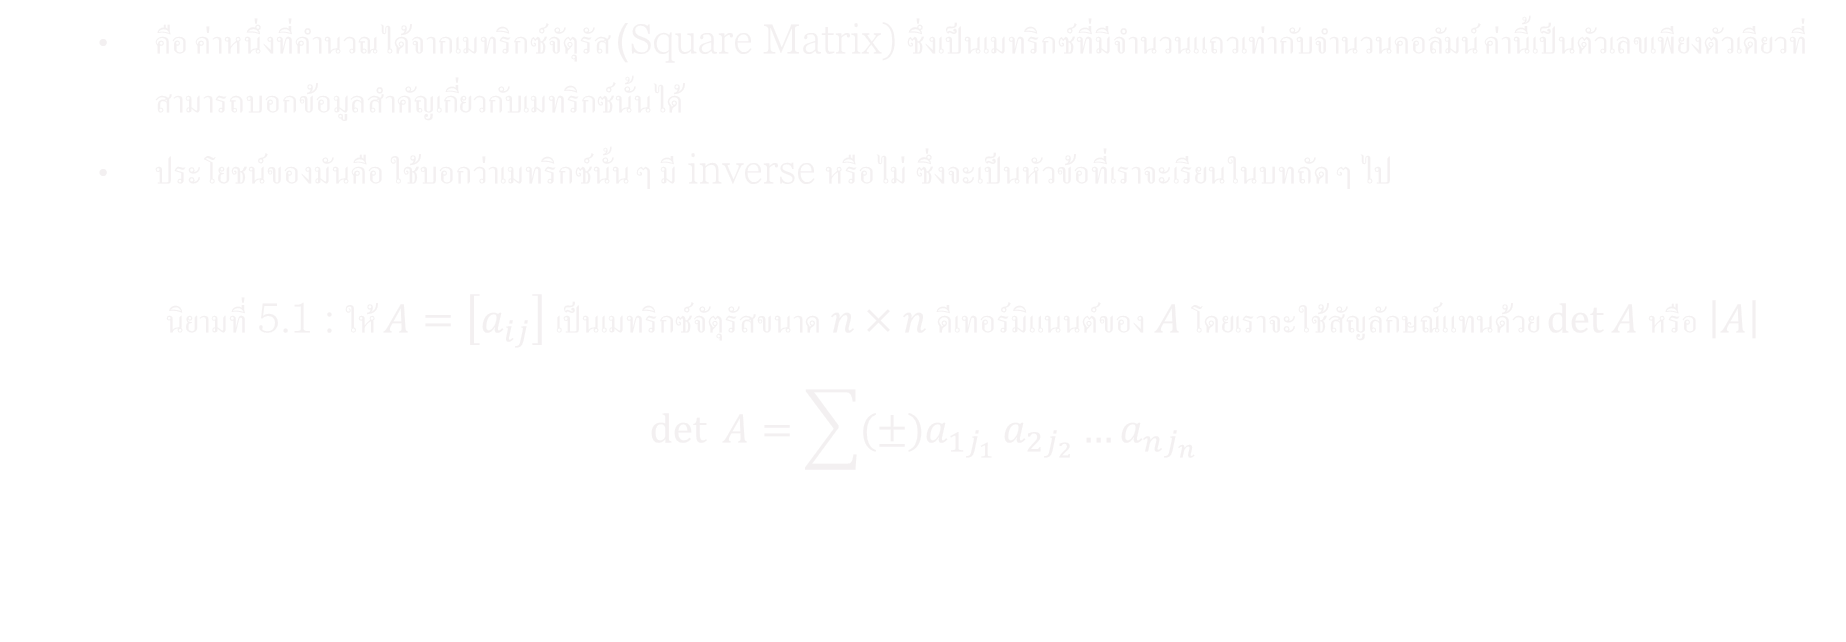 • คือ ค่าหนึ่งที่คำนวณได้จากเมทริกซ์จัตุรัส (Square Matrix) ซึ่งเป็นเมทริกซ์ที่มีจำนวนแถวเท่ากับจำนวนคอลัมน์ ค่านี้เป็นตัวเลขเพียงตัวเดียวที่
สามารถบอกข้อมูลสำคัญเกี่ยวกับเมทริกซ์นั้นได้
• ประโยชน์ของมันคือ ใช้บอกว่าเมทริกซ์นั้น ๆ มี inverse หรือไม่ ซึ่งจะเป็นหัวข้อที่เราจะเรียนในบทถัด ๆ ไป
นิยามที่ 5.1 : ให้ $A = [a_{ij}]$ เป็นเมทริกซ์จัตุรัสขนาด $n \times n$ ดีเทอร์มิแนนต์ของ $A$ โดยเราจะใช้สัญลักษณ์แทนด้วย $\det A$ หรือ $|A|$
$\det A = \sum (\pm) a_{1j_1} a_{2j_2} \ldots a_{nj_n}$